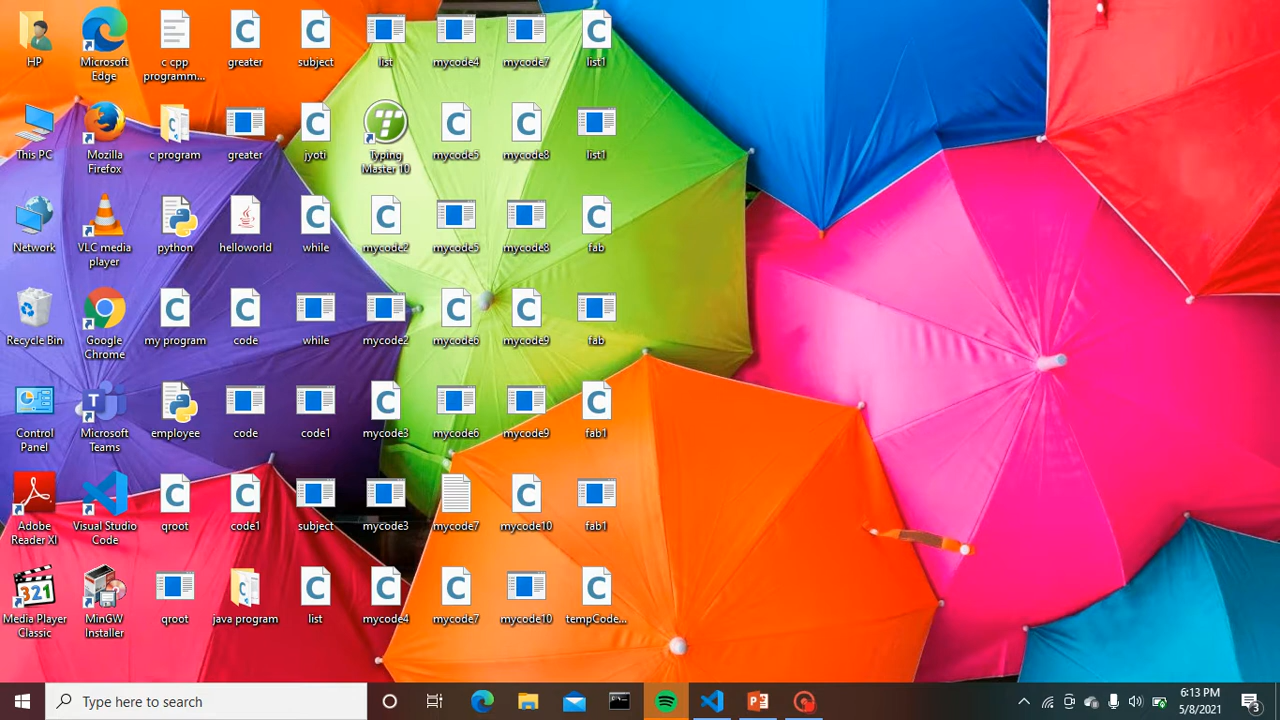 HP
Microsoft
Edge
c cpp
programm...
greater
subject
list
mycode4
mycode7
list1
This PC
Mozilla
Firefox
c program
greater
jyoti
Typing
Master 10
mycode5
mycode8
list1
Network
VLC media
player
python
helloworld
while
mycode2
mycode5
mycode8
fab
Recycle Bin
Google
Chrome
my program
code
while
mycode2
mycode6
mycode9
fab
Control
Panel
Microsoft
Teams
employee
code
code1
mycode3
mycode6
mycode9
fab1
Adobe
Reader XI
Visual Studio
Code
qroot
code1
subject
mycode3
mycode7
mycode10
fab1
321
Media Player
Classic
MinGW
Installer
qroot
java program
list
mycode4
mycode7
mycode10
tempCode...
Type here to search
6:13 PM
5/8/2021
3